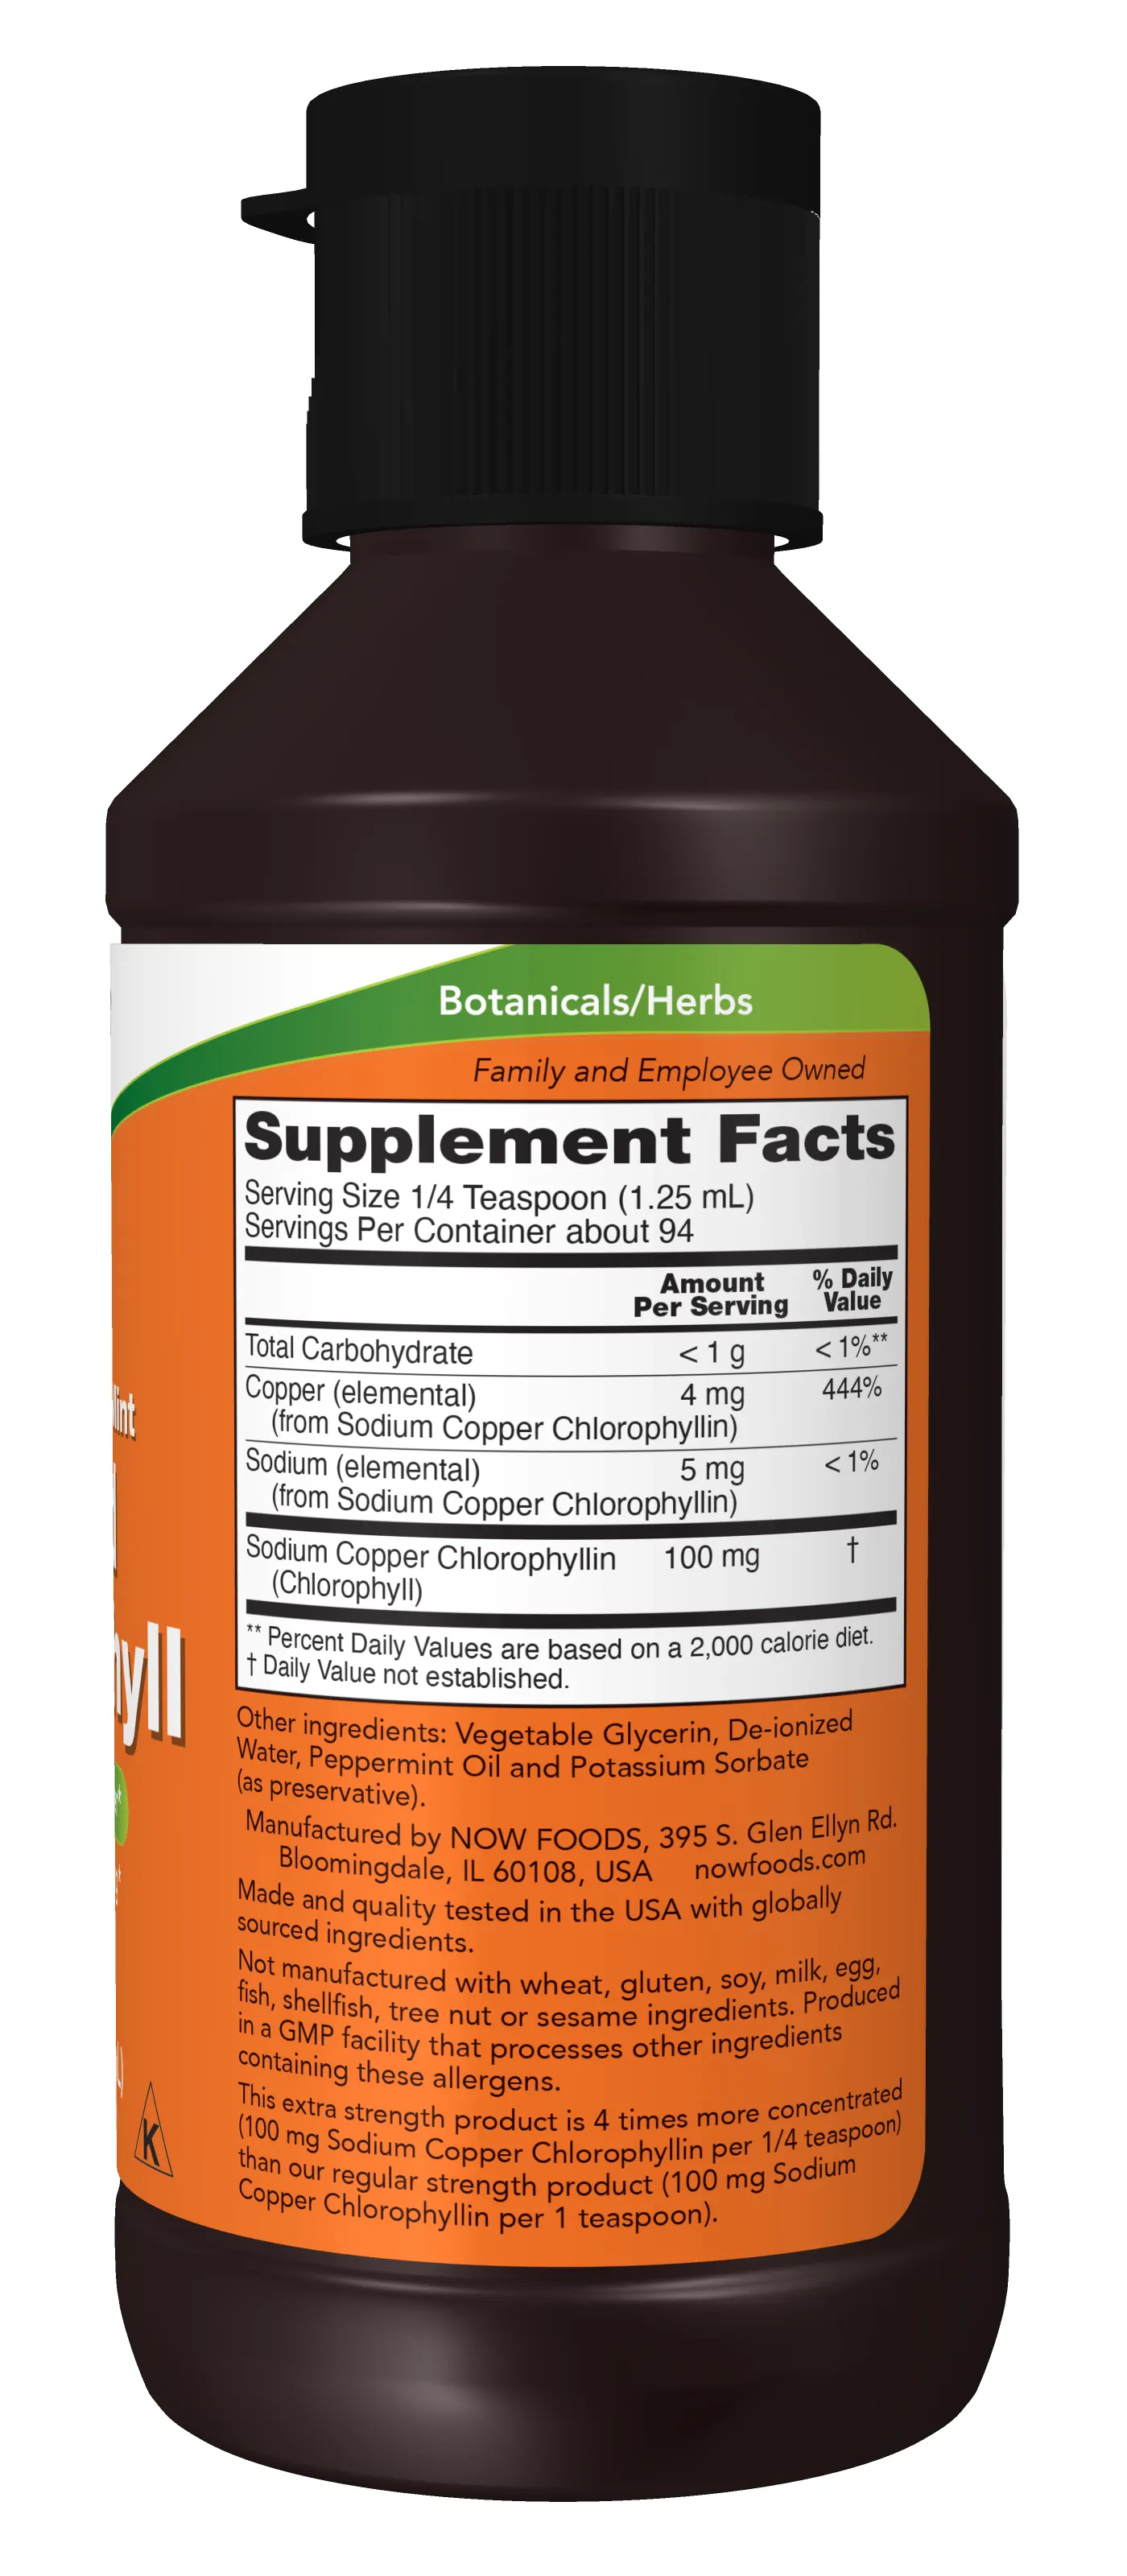 Botanicals/Herbs
Family and Employee Owned
Supplement Facts
Serving Size 1/4 Teaspoon (1.25 mL)
Servings Per Container about 94
Amount Per Serving % Daily Value
Total Carbohydrate < 1 g < 1%**
Copper (elemental) 4 mg 444%
(from Sodium Copper Chlorophyllin)
Sodium (elemental) 5 mg < 1%
(from Sodium Copper Chlorophyllin)
Sodium Copper Chlorophyllin 100 mg †
(Chlorophyll)
** Percent Daily Values are based on a 2,000 calorie diet.
† Daily Value not established.
Other ingredients: Vegetable Glycerin, De-ionized
Water, Peppermint Oil and Potassium Sorbate
(as preservative).
Manufactured by NOW FOODS, 395 S. Glen Ellyn Rd.
Bloomingdale, IL 60108, USA nowfoods.com
Made and quality tested in the USA with globally
sourced ingredients.
Not manufactured with wheat, gluten, soy, milk, egg,
fish, shellfish, tree nut or sesame ingredients. Produced
in a GMP facility that processes other ingredients
containing these allergens.
This extra strength product is 4 times more concentrated
(100 mg Sodium Copper Chlorophyllin per 1/4 teaspoon)
than our regular strength product (100 mg Sodium
Copper Chlorophyllin per 1 teaspoon).
K